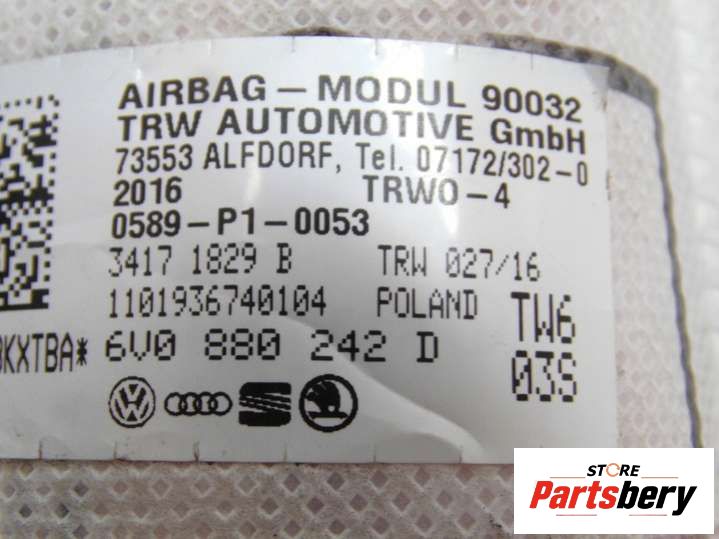 AIRBAG – MODUL 90032
TRW AUTOMOTIVE GmbH
73553 ALFDORF, Tel. 07172/302-0
2016 TRWO-4
0589-P1-0053
3417 1829 B TRW 027/16
1101936740104 POLAND TW6
KXTBA* 6V0 880 242 D 03S
STORE
Partsbery